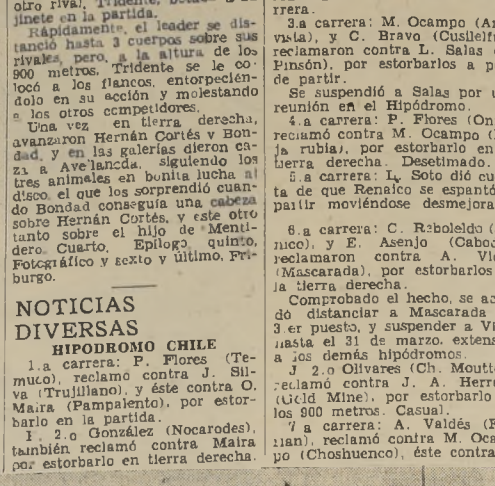 otro rival, Tridente,
jinete en la partida.
Rápidamente, el leader se dis-
tanció hasta 3 cuerpos sobre sus
rivales, pero, a la altura de los
900 metros, Tridente se le co-
locó a los flancos, entorpecién-
dolo en su acción y molestando
a los otros competidores.
Una vez en tierra derecha,
avanzaron Hernán Cortés y Bon-
dad, y en las galerías dieron ca-
za a Avelaneda, siguiendo los
tres animales en bonita lucha al
disco, el que los sorprendió cuan-
do Bondad conseguía una cabeza
sobre Hernán Cortés, y éste otro
tanto sobre el hijo de Menti-
dero. Cuarto, Epílogo, quinto,
Fotográfico y sexto y último, Fri-
burgo.
NOTICIAS
DIVERSAS
HIPODROMO CHILE
1.a carrera: P. Flores (Te-
muco), reclamó contra J. Sil-
va (Trujillano), y éste contra O.
Maira (Pampalento), por estor-
barlo en la partida.
2.o González (Nocarodes),
también reclamó contra Maira
por estorbarlo en tierra derecha.
rrera.
3.a carrera: M. Ocampo (A
vista), y C. Bravo (Cusilelf
reclamaron contra L. Salas (
Pinsón), por estorbarlos a p
de partir.
Se suspendió a Salas por u
reunión en el Hipódromo.
4.a carrera: P. Flores (On
reclamó contra M. Ocampo (
ja rubia), por estorbarlo en
tierra derecha. Desetimado.
5.a carrera: L. Soto dió cu
ta de que Renaico se espantó
partir moviéndose desmejora
6.a carrera: C. Reboleldo (
nico), y E. Asenjo (Caboc
reclamaron contra A. Vi
(Mascarada), por estorbarlos
la tierra derecha.
Comprobado el hecho, se ac
dó distanciar a Mascarada
3.er puesto, y suspender a Vi
hasta el 31 de marzo, extens
a los demás hipódromos.
J 2.o Olivares (Ch. Moutt
reclamó contra J. A. Herr
(Gold Mine), por estorbarlo
los 900 metros. Casual.
7 a carrera: A. Valdés (F
lian), reclamó contra M. Oca
po (Choshuenco), éste contra